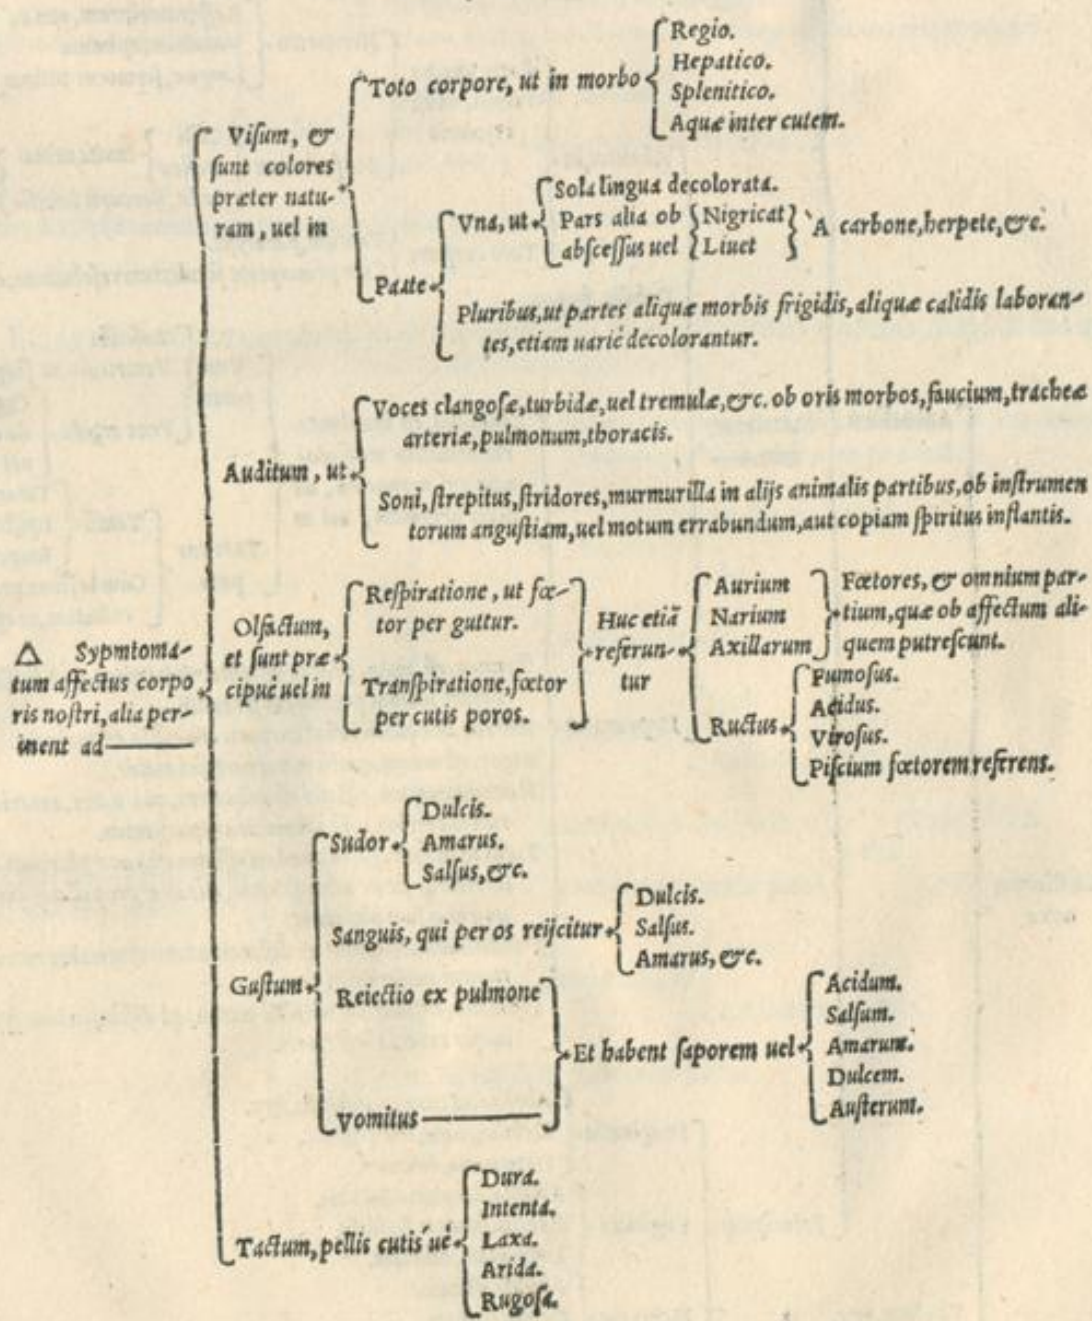 △ Sypmtoma-
tum affectus corpo
ris nostri, alia per-
inent ad
Visum, &
sunt colores
præter natu-
ram, uel in
Toto corpore, ut in morbo
Regio.
Hepatico.
Splenitico.
Aquæ inter cutem.
Paate
Vna, ut
Sola lingua decolorata.
Pars alia ob
abscessus uel
Nigricat
Liuet
A carbone, herpete, &c.
Pluribus, ut partes aliquæ morbis frigidis, aliquæ calidis laboran-
tes, etiam uariè decolorantur.
Auditum, ut
Voces clangosæ, turbidæ, uel tremulæ, &c. ob oris morbos, faucium, tracheæ
arteriæ, pulmonum, thoracis.
Soni, strepitus, stridores, murmurilla in alijs animalis partibus, ob instrumen
torum angustiam, uel motum errabundum, aut copiam spiritus inflantis.
Olfactum,
et sunt præ
cipuè uel in
Respiratione, ut fœ-
tor per guttur.
Transpiratione, fœtor
per cutis poros.
Huc etiã
referun-
tur
Aurium
Narium
Axillarum
Fœtores, & omnium par-
tium, quæ ob affectum ali-
quem putrescunt.
Ructus
Fumosus.
Acidus.
Virosus.
Piscium fœtorem referens.
Gustum
Sudor
Dulcis.
Amarus.
Salsus, &c.
Sanguis, qui per os reijcitur
Dulcis.
Salsus.
Amarus, &c.
Reiectio ex pulmone
Vomitus
Et habent saporem uel
Acidum.
Salsum.
Amarum.
Dulcem.
Austerum.
Tactum, pellis cutis ué
Dura.
Intenta.
Laxa.
Arida.
Rugosa.